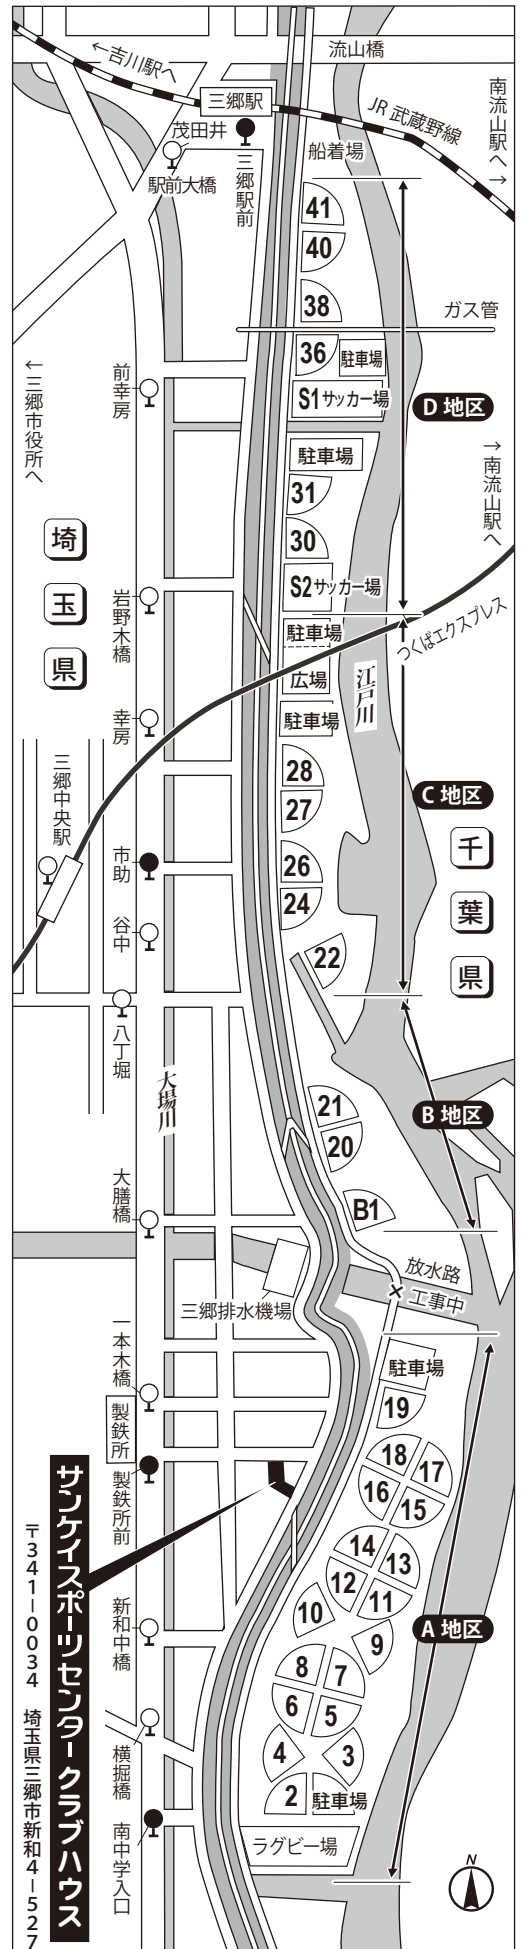 流山橋
←吉川駅へ
三郷駅
JR 武蔵野線
南流山駅へ→
茂田井
駅前大橋
三郷駅前
船着場
41
40
38
ガス管
36
駐車場
←三郷市役所へ
前幸房
S1 サッカー場
D 地区
駐車場
→南流山駅へ
31
30
埼玉県
S2 サッカー場
岩野木橋
つくばエクスプレス
駐車場
広場
江戸川
駐車場
幸房
三郷中央駅
28
27
C 地区
千葉県
市助
26
24
谷中
22
八丁堀
大場川
21
20
B 地区
大膳橋
B1
放水路
×工事中
三郷排水機場
一本木橋
駐車場
19
製鉄所
製鉄所前
18
17
16
15
サンケイスポーツセンタークラブハウス
〒341-0034 埼玉県三郷市新和4-527
14
13
12
11
10
9
A 地区
新和中橋
8
7
6
5
横堀橋
4
3
2
駐車場
南中学入口
ラグビー場
N